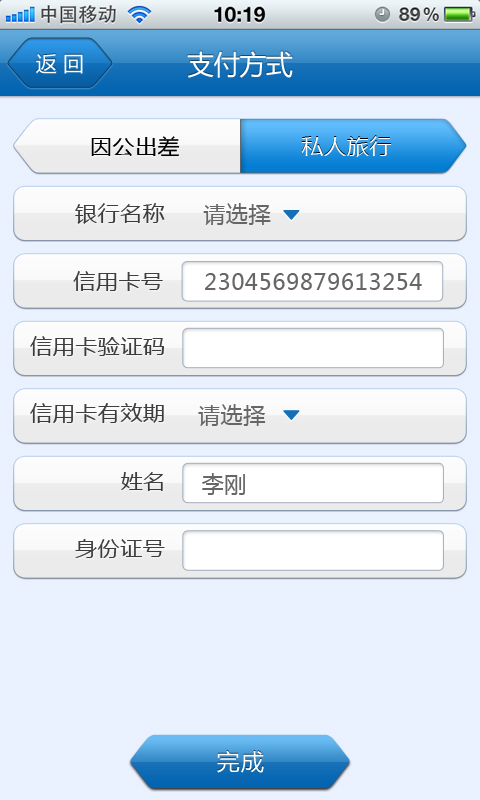 中国移动 10:19 89%
返回 支付方式
因公出差 私人旅行
银行名称 请选择
信用卡号 2304569879613254
信用卡验证码
信用卡有效期 请选择
姓名 李刚
身份证号
完成